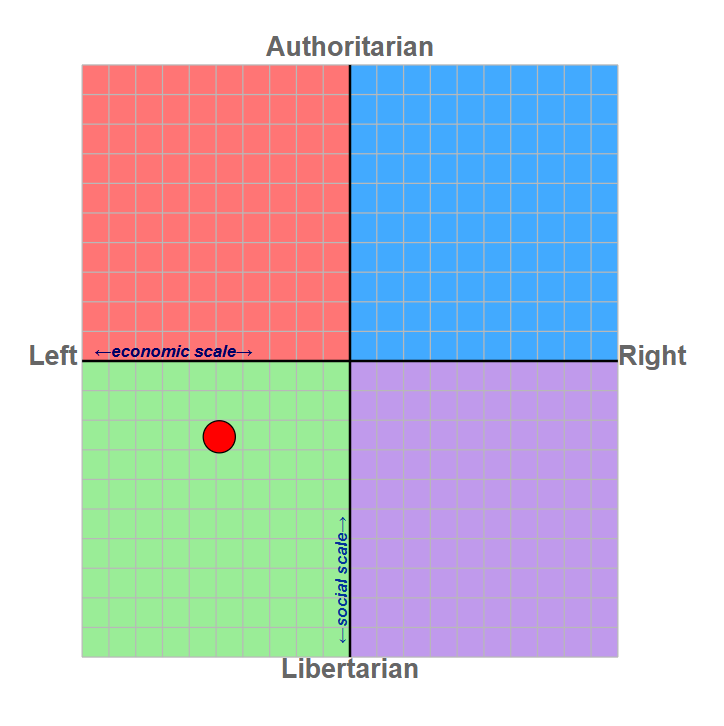 Authoritarian
←economic scale→
Left
Right
←social scale→
Libertarian